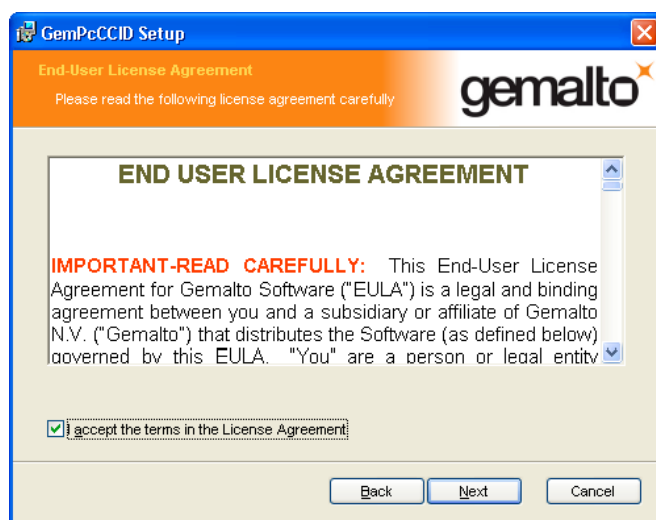 GemPcCCID Setup
End-User License Agreement
Please read the following license agreement carefully
gemalto
END USER LICENSE AGREEMENT
IMPORTANT-READ CAREFULLY: This End-User License
Agreement for Gemalto Software ("EULA") is a legal and binding
agreement between you and a subsidiary or affiliate of Gemalto
N.V. ("Gemalto") that distributes the Software (as defined below)
governed by this EULA. "You" are a person or legal entity
I accept the terms in the License Agreement
Back
Next
Cancel